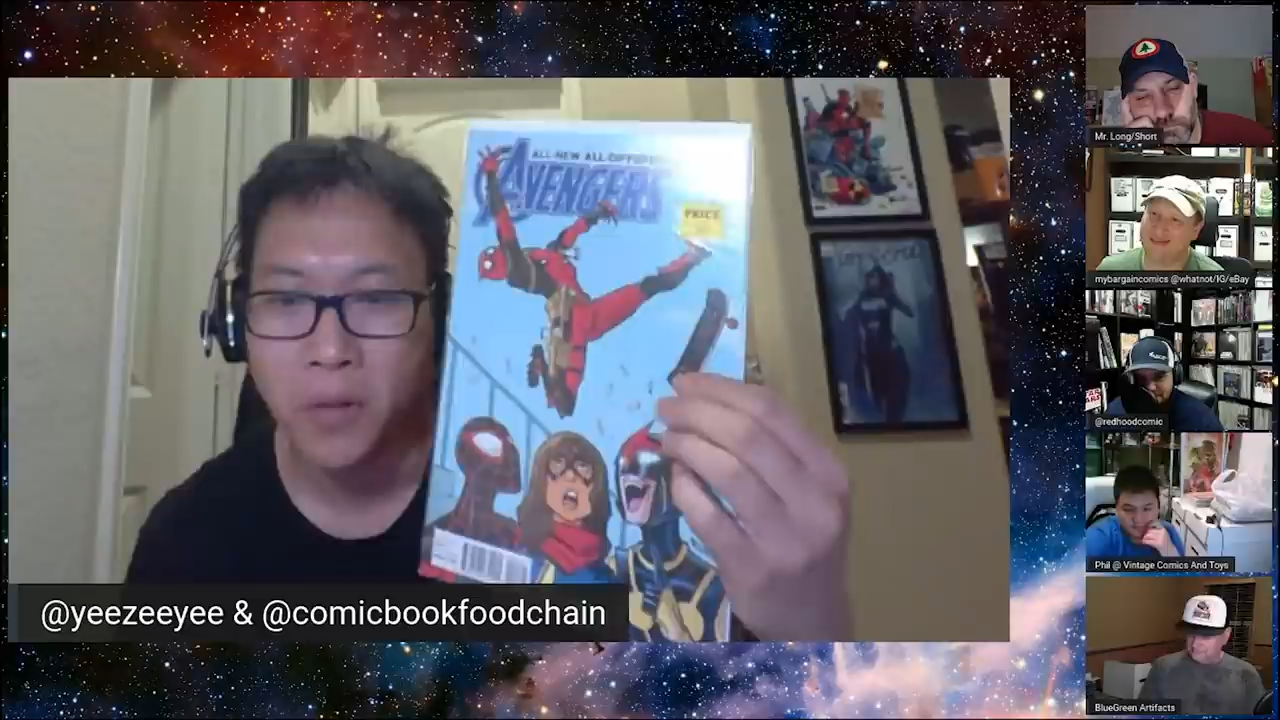 ALL-NEW ALL-DIFFERENT
AVENGERS
PRICE
@yeezeeyee & @comicbookfoodchain
Mr. Long/Short
mybargaincomics @whatnot/IG/eBay
@redhoodcomic
Phil @ Vintage Comics And Toys
BlueGreen Artifacts